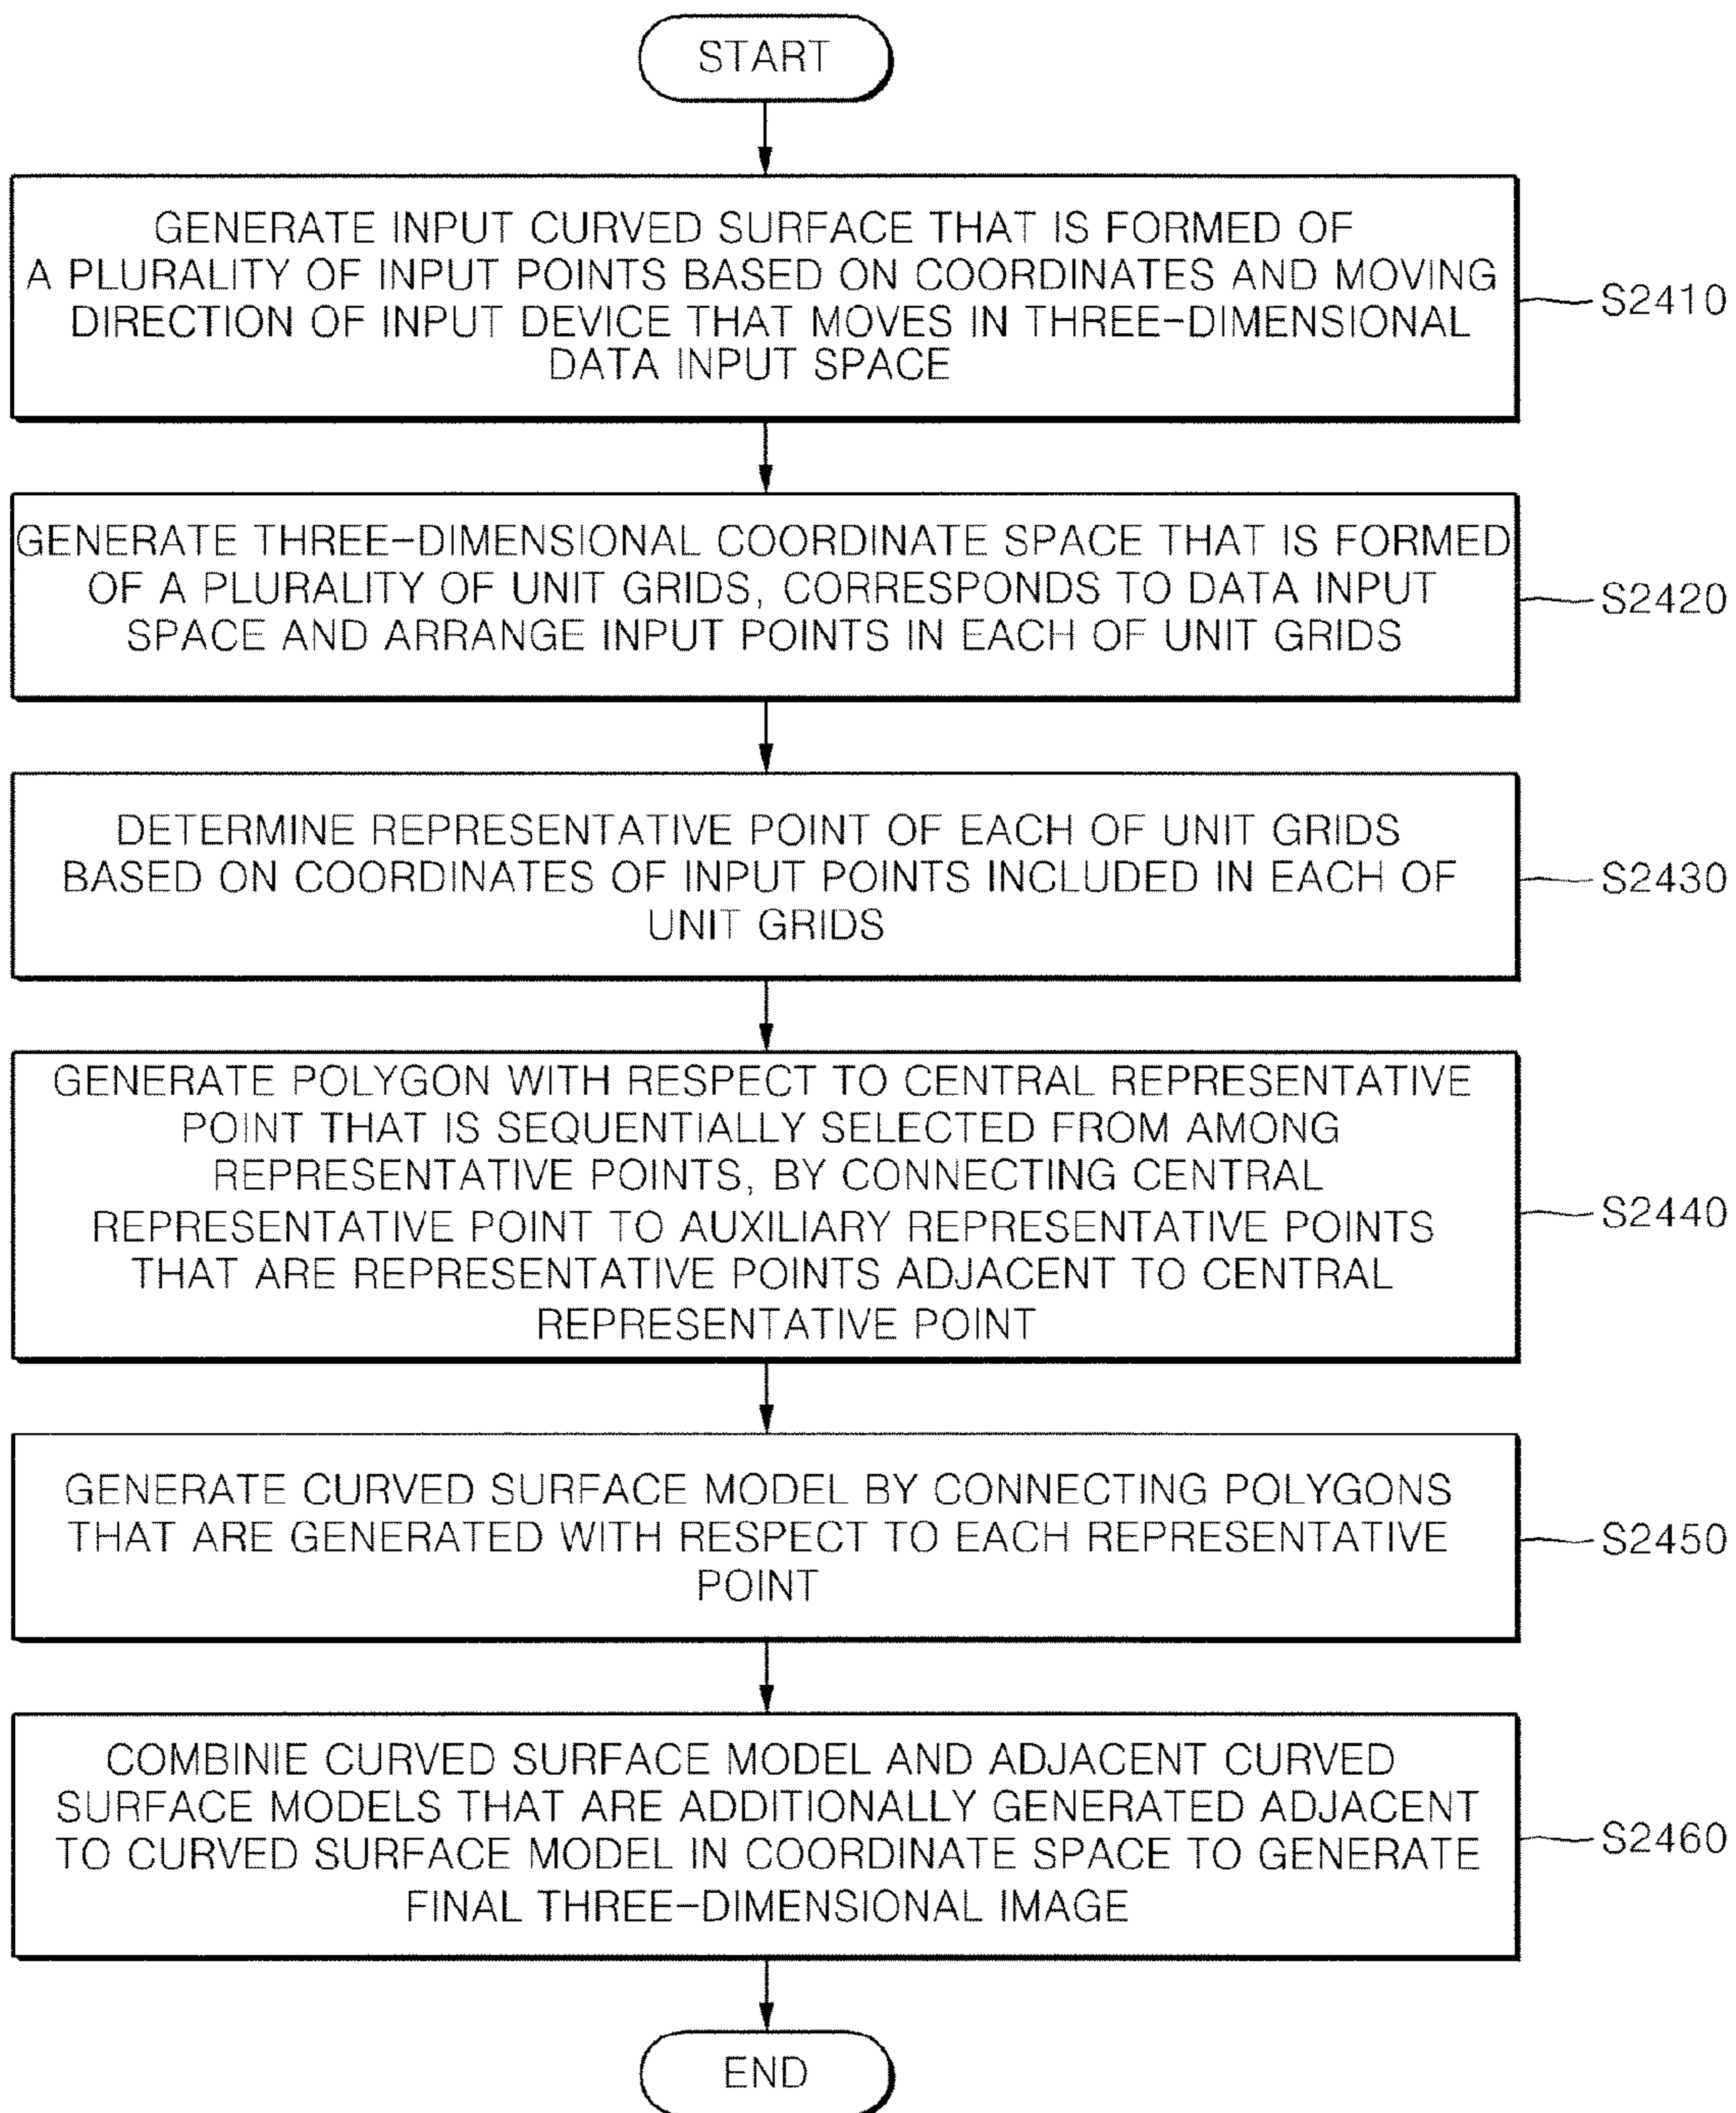 START
GENERATE INPUT CURVED SURFACE THAT IS FORMED OF
A PLURALITY OF INPUT POINTS BASED ON COORDINATES AND MOVING
DIRECTION OF INPUT DEVICE THAT MOVES IN THREE-DIMENSIONAL
DATA INPUT SPACE
S2410
GENERATE THREE-DIMENSIONAL COORDINATE SPACE THAT IS FORMED
OF A PLURALITY OF UNIT GRIDS, CORRESPONDS TO DATA INPUT
SPACE AND ARRANGE INPUT POINTS IN EACH OF UNIT GRIDS
S2420
DETERMINE REPRESENTATIVE POINT OF EACH OF UNIT GRIDS
BASED ON COORDINATES OF INPUT POINTS INCLUDED IN EACH OF
UNIT GRIDS
S2430
GENERATE POLYGON WITH RESPECT TO CENTRAL REPRESENTATIVE
POINT THAT IS SEQUENTIALLY SELECTED FROM AMONG
REPRESENTATIVE POINTS, BY CONNECTING CENTRAL
REPRESENTATIVE POINT TO AUXILIARY REPRESENTATIVE POINTS
THAT ARE REPRESENTATIVE POINTS ADJACENT TO CENTRAL
REPRESENTATIVE POINT
S2440
GENERATE CURVED SURFACE MODEL BY CONNECTING POLYGONS
THAT ARE GENERATED WITH RESPECT TO EACH REPRESENTATIVE
POINT
S2450
COMBINIE CURVED SURFACE MODEL AND ADJACENT CURVED
SURFACE MODELS THAT ARE ADDITIONALLY GENERATED ADJACENT
TO CURVED SURFACE MODEL IN COORDINATE SPACE TO GENERATE
FINAL THREE-DIMENSIONAL IMAGE
S2460
END